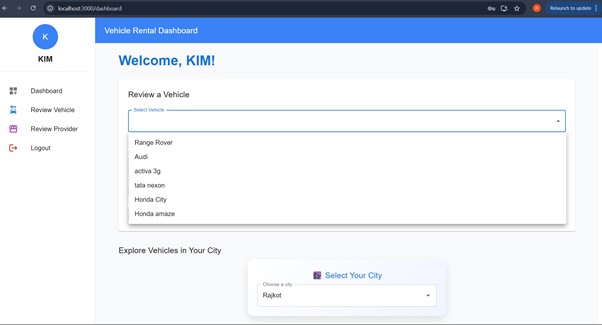 localhost:3000/dashboard
Relaunch to update
K
KIM
Vehicle Rental Dashboard
Welcome, KIM!
Dashboard
Review Vehicle
Review Provider
Logout
Review a Vehicle
Select Vehicle
Range Rover
Audi
activa 3g
tata nexon
Honda City
Honda amaze
Explore Vehicles in Your City
Select Your City
Choose a city
Rajkot